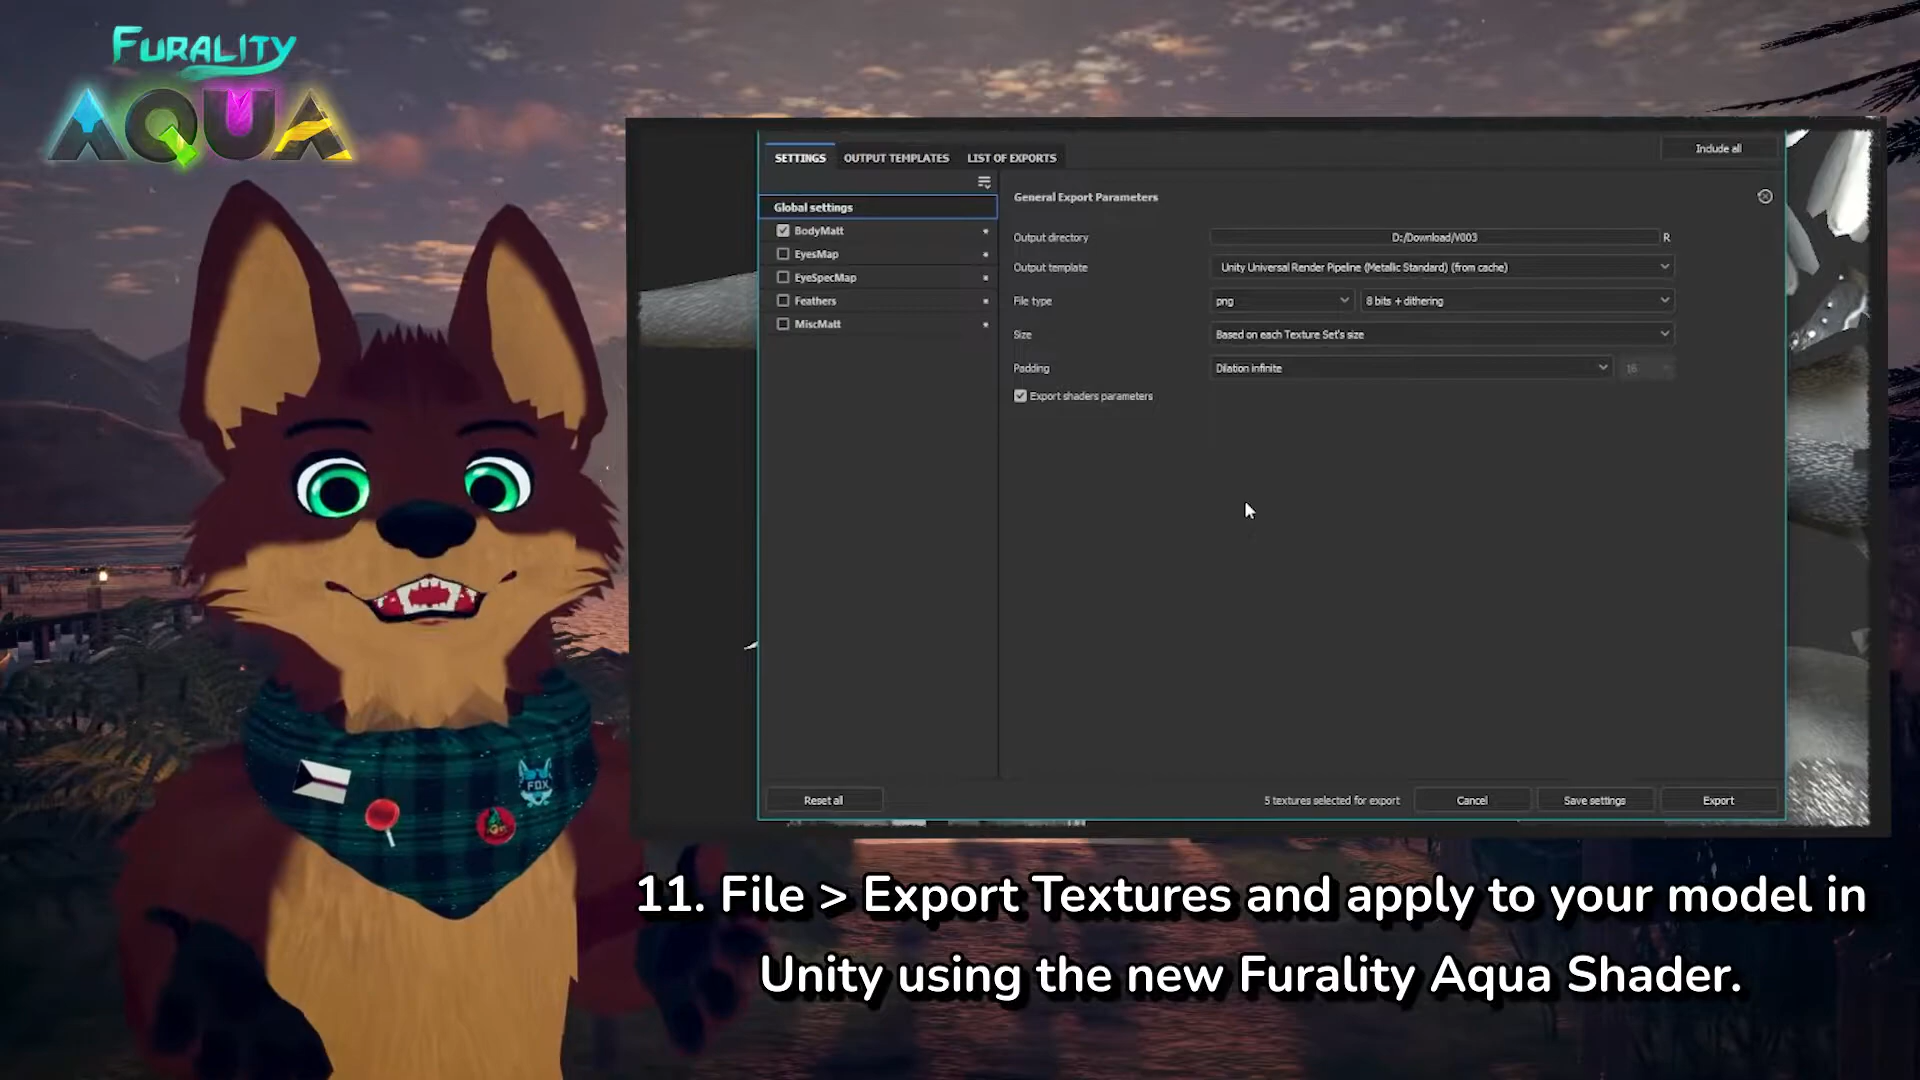 FURALITY
AQUA
SETTINGS
OUTPUT TEMPLATES
LIST OF EXPORTS
Include all
Global settings
BodyMatt
EyesMap
EyeSpecMap
Feathers
MiscMatt
General Export Parameters
Output directory
D:/Download/V003
R
Output template
Unity Universal Render Pipeline (Metallic Standard) (from cache)
File type
png
8 bits + dithering
Size
Based on each Texture Set's size
Padding
Dilation infinite
16
Export shaders parameters
Reset all
5 textures selected for export
Cancel
Save settings
Export
FOX
11. File > Export Textures and apply to your model in
Unity using the new Furality Aqua Shader.